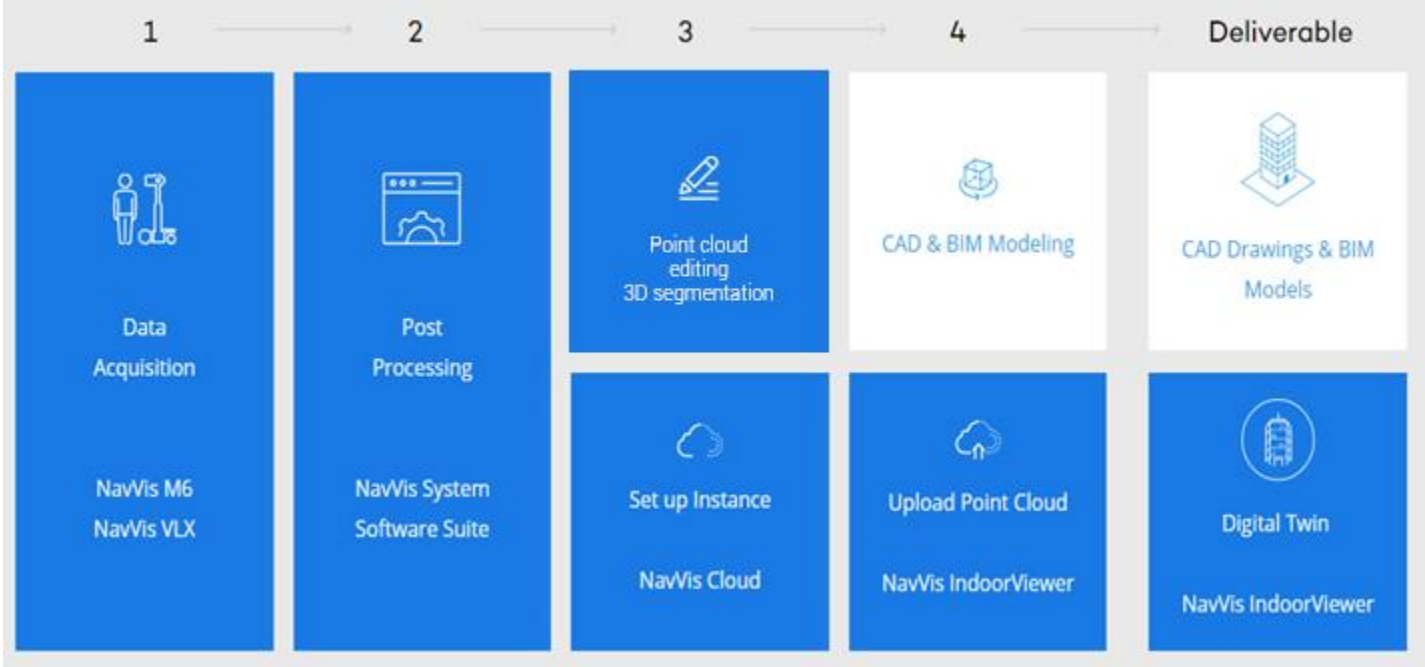 1
2
3
4
Deliverable
Data
Acquisition
NavVis M6
NavVis VLX
Post
Processing
NavVis System
Software Suite
Point cloud
editing
3D segmentation
Set up Instance
NavVis Cloud
CAD & BIM Modeling
Upload Point Cloud
NavVis IndoorViewer
CAD Drawings & BIM
Models
Digital Twin
NavVis IndoorViewer